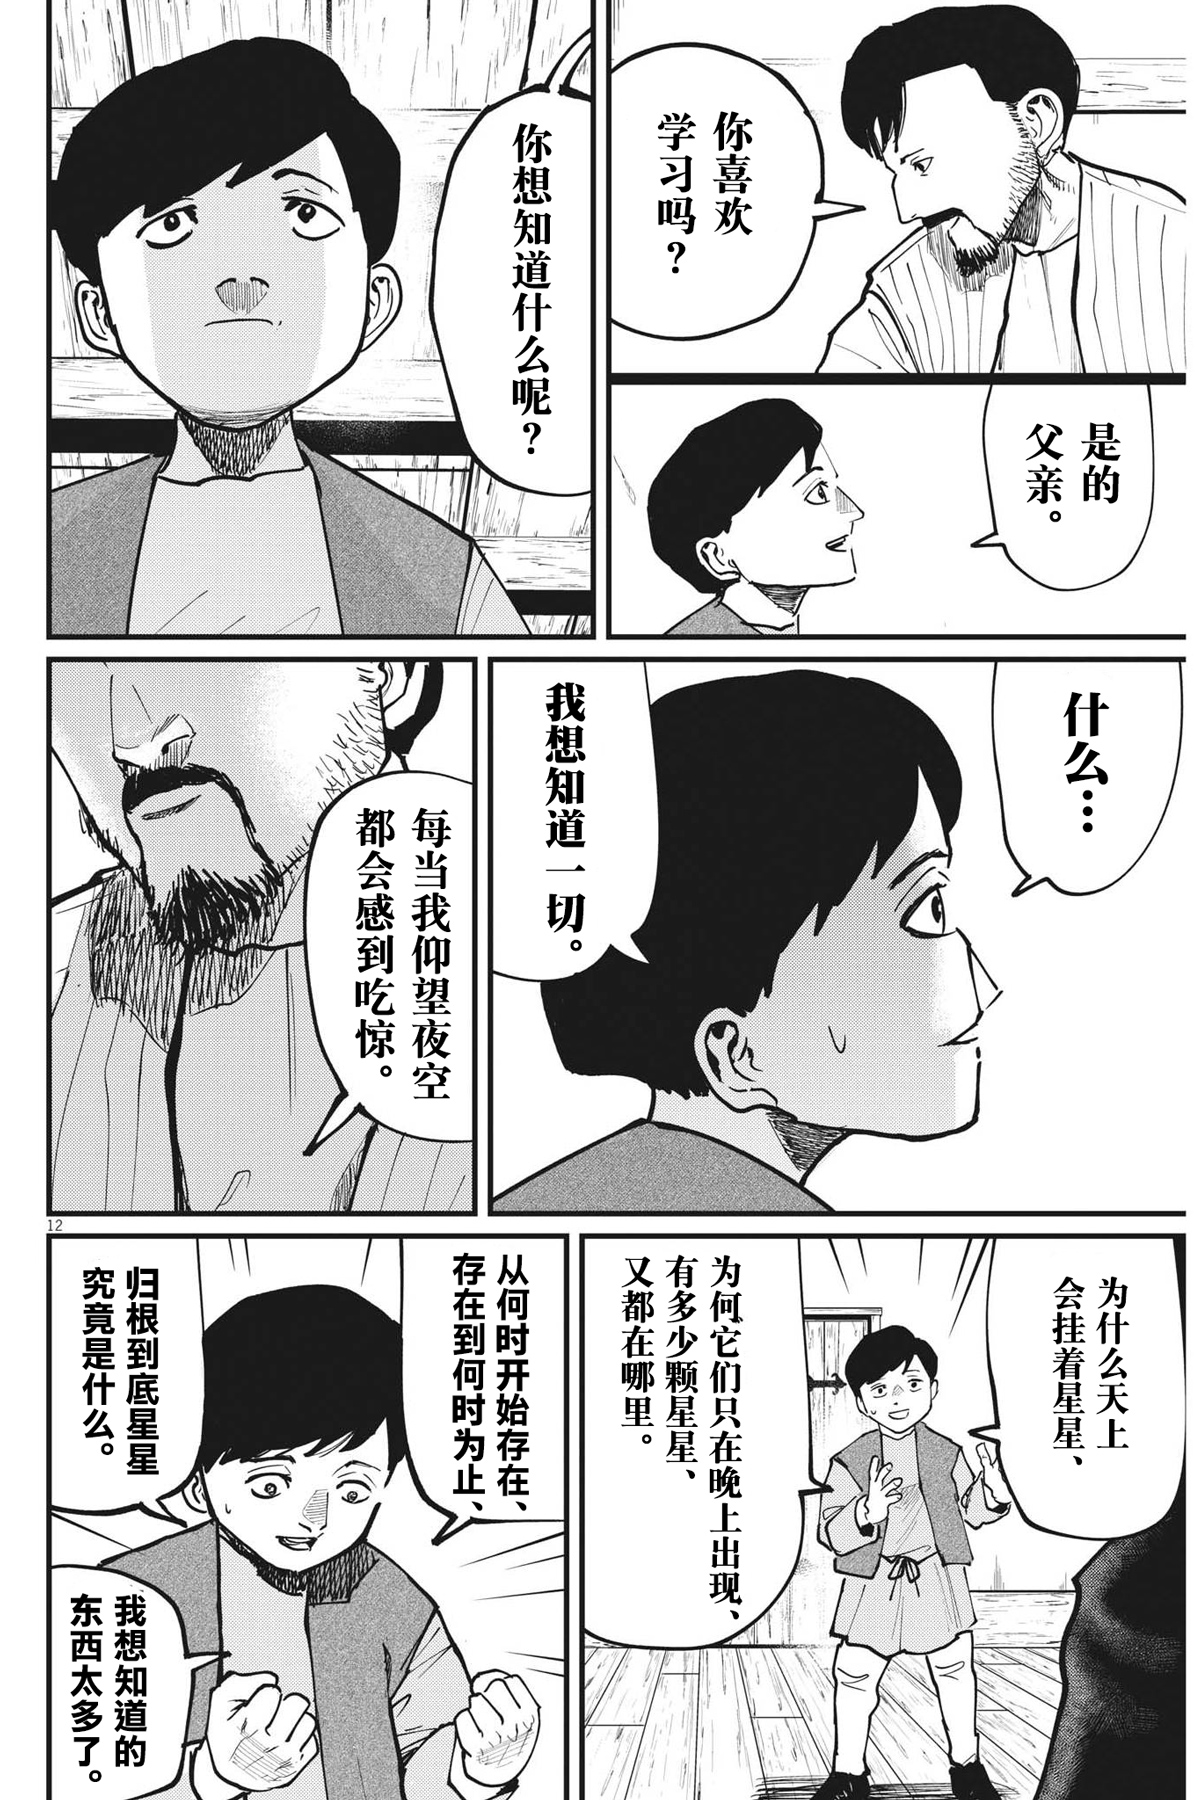 你喜欢
学习吗？
是的
父亲。
你想知道什么呢？
什么…
我想知道一切。
每当我仰望夜空
都会感到吃惊。
为什么天上
会挂着星星、
为何它们只在晚上出现、
有多少颗星星、
又都在哪里。
从何时开始存在、
存在到何时为止、
归根到底星星
究竟是什么。
我想知道的
东西太多了。
12